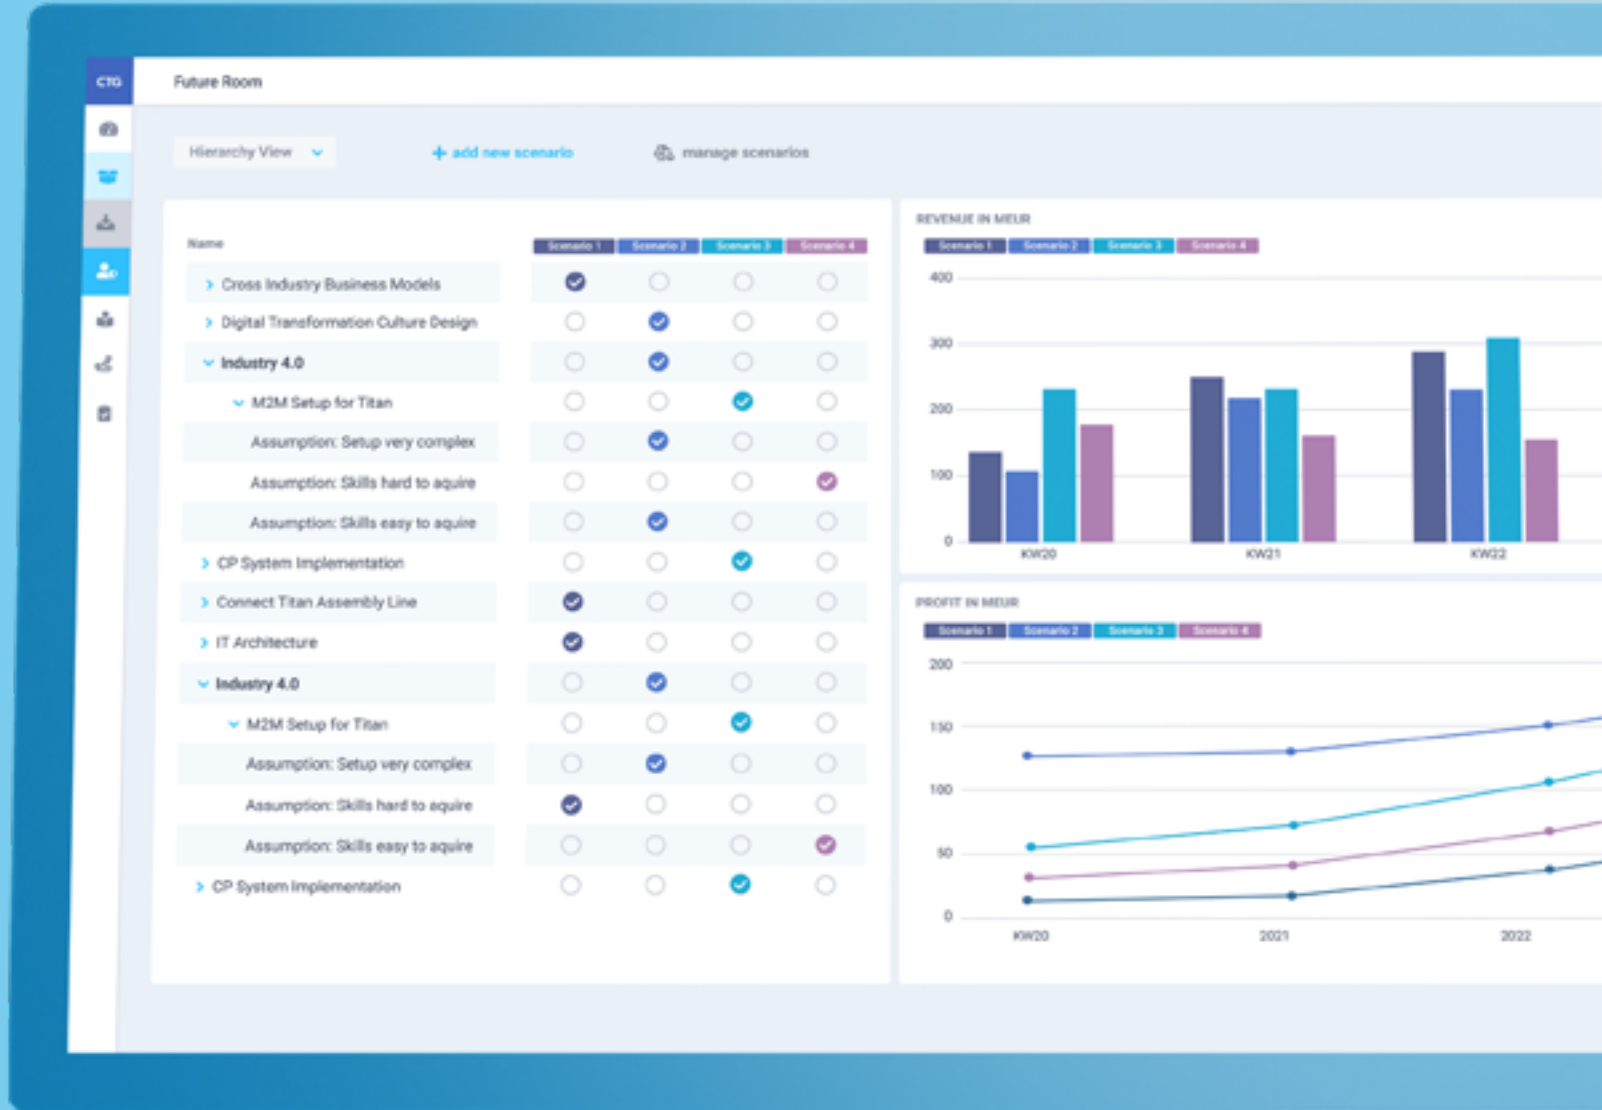 CTG
Future Room
Hierarchy View
+ add new scenario
manage scenarios
Name
Scenario 1 Scenario 2 Scenario 3 Scenario 4
Cross Industry Business Models
Digital Transformation Culture Design
Industry 4.0
M2M Setup for Titan
Assumption: Setup very complex
Assumption: Skills hard to aquire
Assumption: Skills easy to aquire
CP System Implementation
Connect Titan Assembly Line
IT Architecture
Industry 4.0
M2M Setup for Titan
Assumption: Setup very complex
Assumption: Skills hard to aquire
Assumption: Skills easy to aquire
CP System Implementation
REVENUE IN MEUR
Scenario 1 Scenario 2 Scenario 3 Scenario 4
400
300
200
100
0
KW20 KW21 KW22
PROFIT IN MEUR
Scenario 1 Scenario 2 Scenario 3 Scenario 4
200
150
100
50
0
KW20 2021 2022